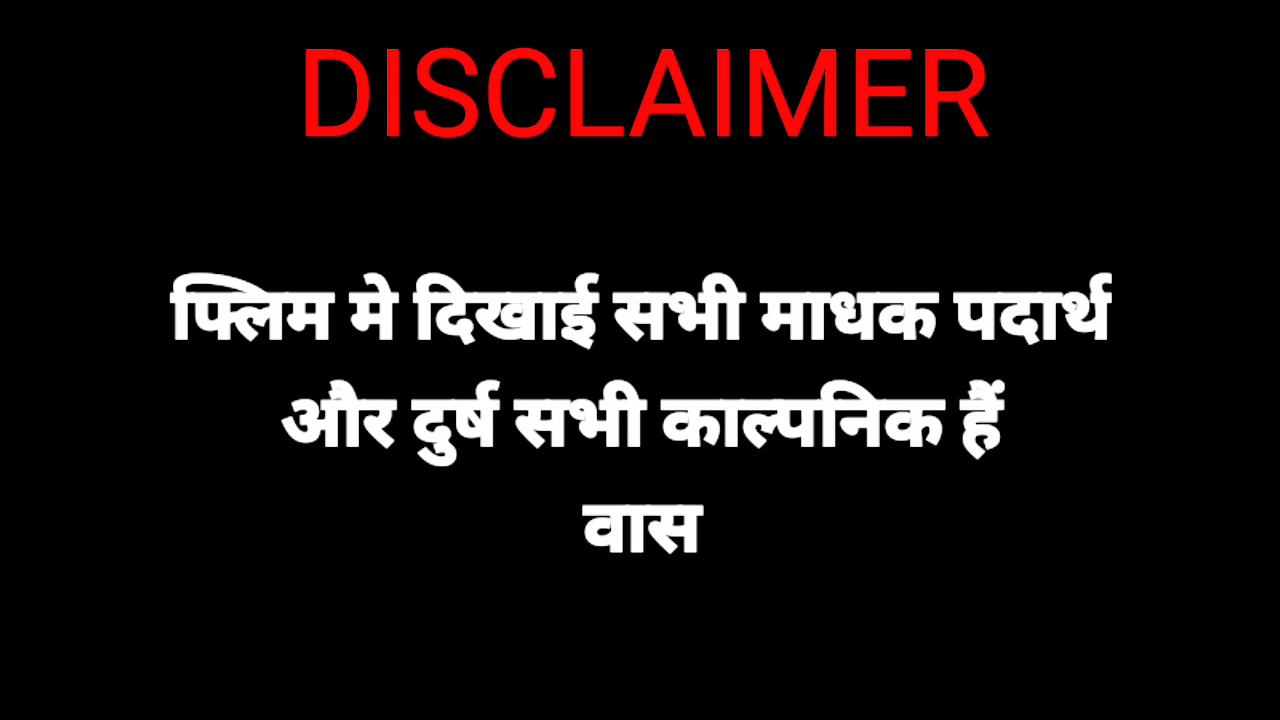 DISCLAIMER
फ्लिम मे दिखाई सभी माधक पदार्थ
और दुर्ष सभी काल्पनिक हैं
वास